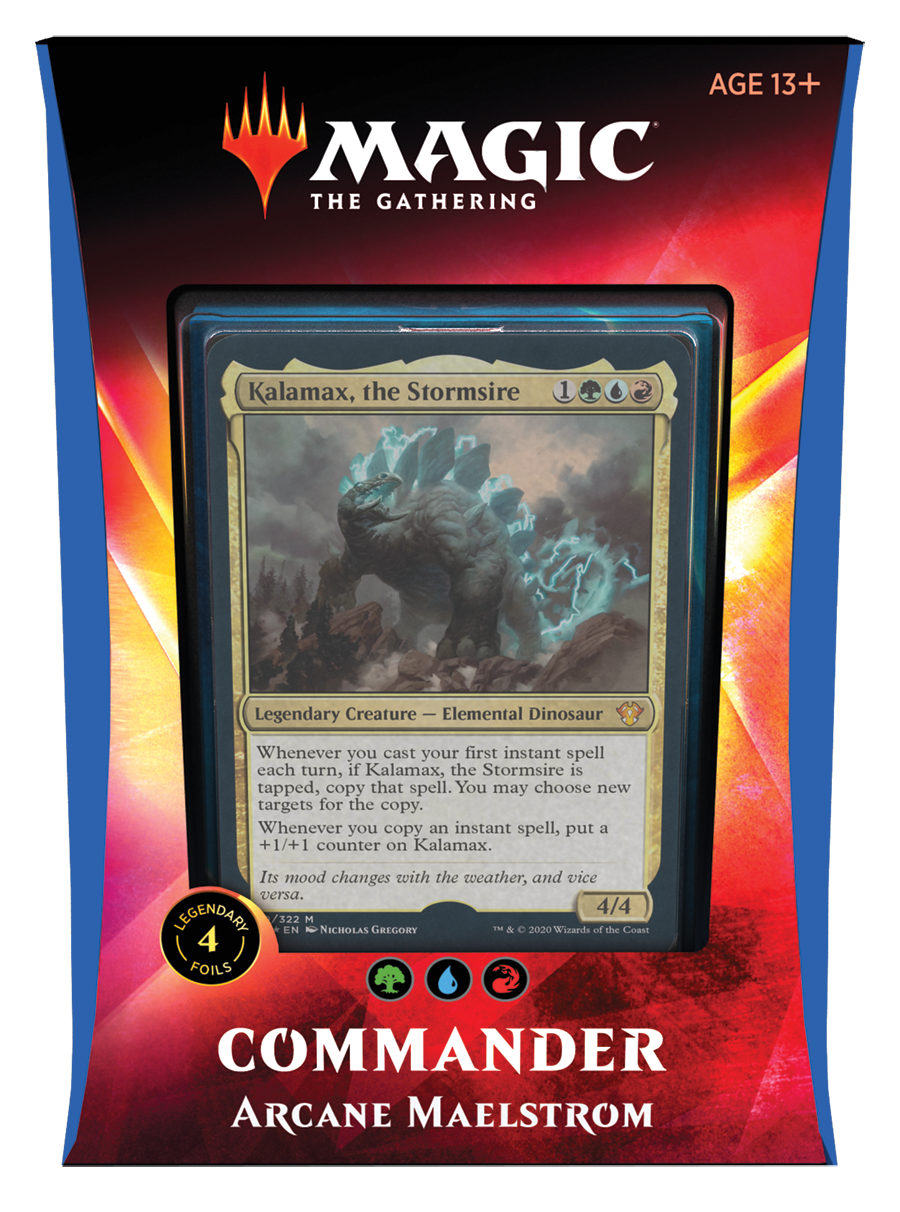 AGE 13+
MAGIC
THE GATHERING
Kalamax, the Stormsire 1
Legendary Creature — Elemental Dinosaur
Whenever you cast your first instant spell
each turn, if Kalamax, the Stormsire is
tapped, copy that spell. You may choose new
targets for the copy.
Whenever you copy an instant spell, put a
+1/+1 counter on Kalamax.
Its mood changes with the weather, and vice
versa.
4/4
/322 M
EN Nicholas Gregory
™ & © 2020 Wizards of the Coast
LEGENDARY
4
FOILS
COMMANDER
ARCANE MAELSTROM